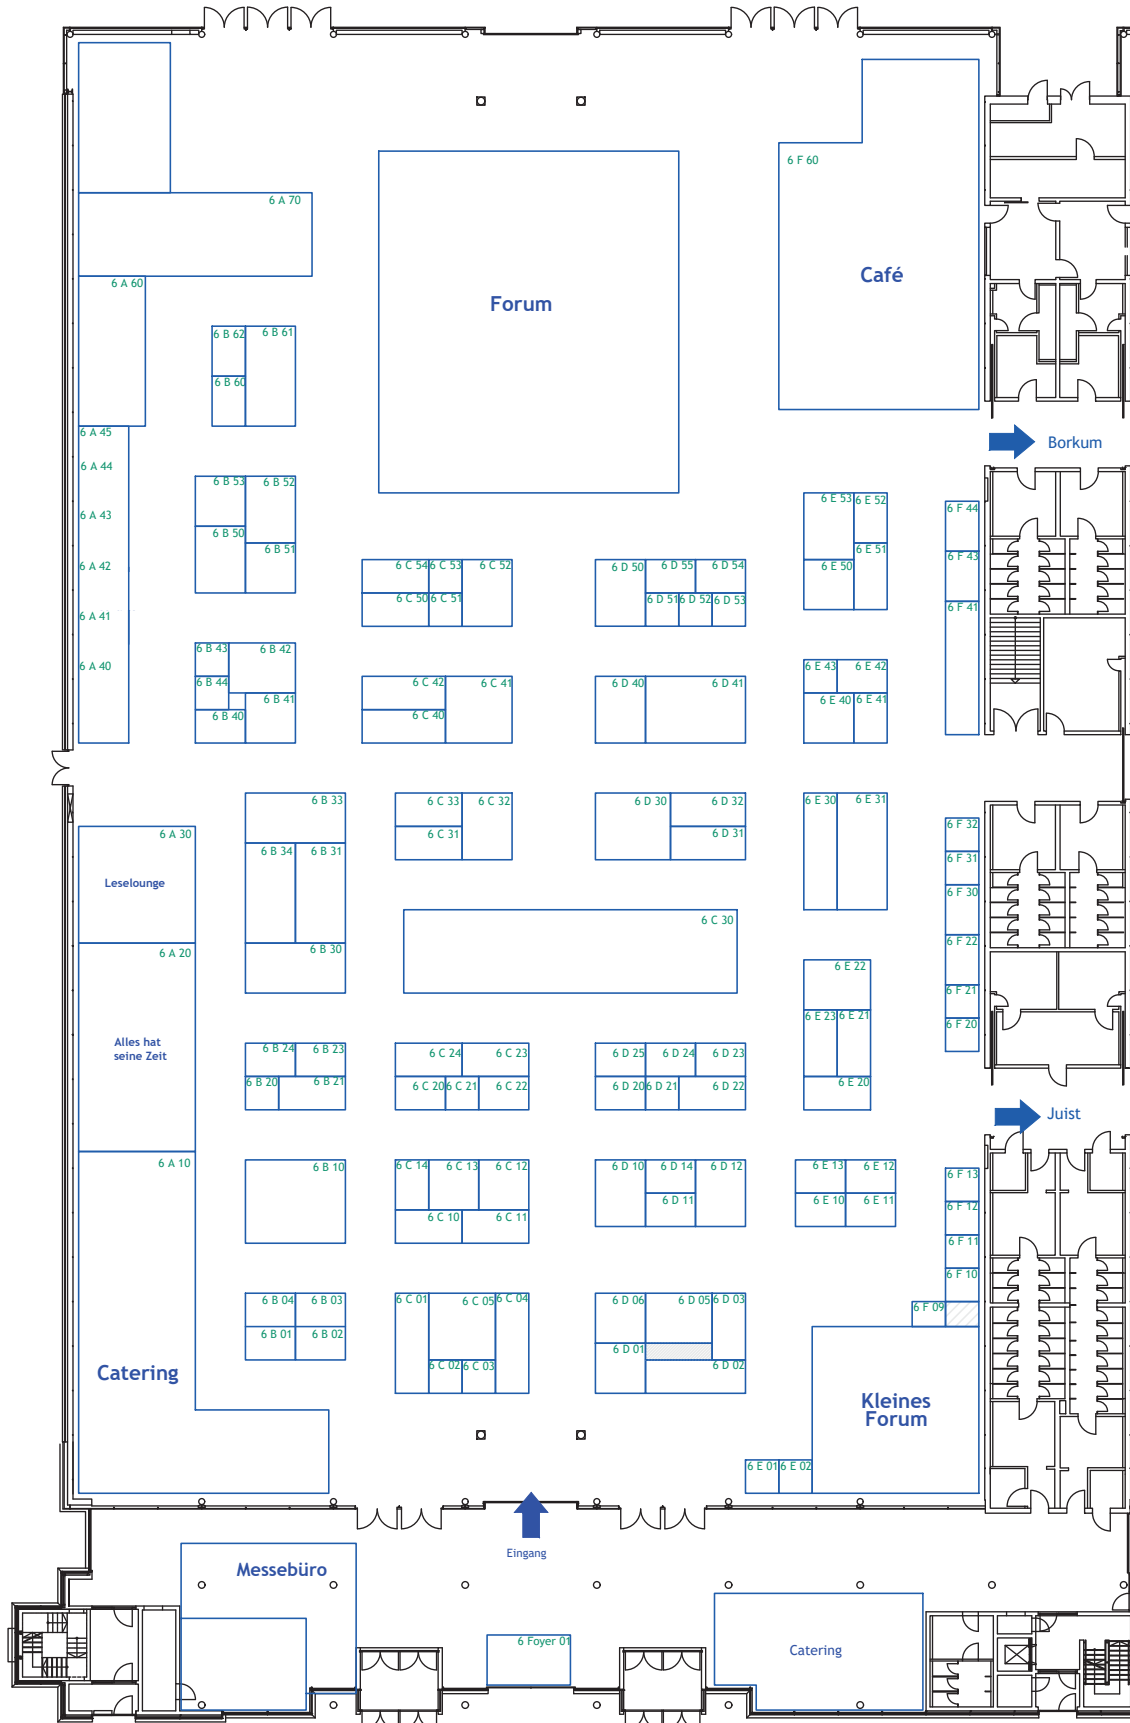 6 F 60
6 A 70
Café
6 A 60
Forum
6 B 62
6 B 61
6 B 60
6 A 45
Borkum
6 A 44
6 B 53
6 B 52
6 E 53
6 E 52
6 F 44
6 A 43
6 B 50
6 B 51
6 E 51
6 F 43
6 A 42
6 C 54
6 C 53
6 C 52
6 D 50
6 D 55
6 D 54
6 E 50
6 C 50
6 C 51
6 D 51
6 D 52
6 D 53
6 F 41
6 A 41
6 B 43
6 B 42
6 A 40
6 E 43
6 E 42
6 B 44
6 C 42
6 C 41
6 D 40
6 D 41
6 B 41
6 E 40
6 E 41
6 B 40
6 C 40
6 B 33
6 C 33
6 C 32
6 D 30
6 D 32
6 E 30
6 E 31
6 F 32
6 A 30
6 C 31
6 D 31
6 B 34
6 B 31
6 F 31
Leselounge
6 F 30
6 C 30
6 A 20
6 B 30
6 F 22
6 E 22
6 F 21
6 E 23
6 E 21
6 F 20
Alles hat
seine Zeit
6 B 24
6 B 23
6 C 24
6 C 23
6 D 25
6 D 24
6 D 23
6 B 20
6 B 21
6 C 20
6 C 21
6 C 22
6 D 20
6 D 21
6 D 22
6 E 20
Juist
6 A 10
6 B 10
6 C 14
6 C 13
6 C 12
6 D 10
6 D 14
6 D 12
6 E 13
6 E 12
6 F 13
6 D 11
6 E 10
6 E 11
6 F 12
6 C 10
6 C 11
6 F 11
6 F 10
6 B 04
6 B 03
6 C 01
6 C 05
6 C 04
6 D 06
6 D 05
6 D 03
6 F 09
6 B 01
6 B 02
6 D 01
6 C 02
6 C 03
6 D 02
Catering
Kleines
Forum
6 E 01
6 E 02
Eingang
Messebüro
6 Foyer 01
Catering